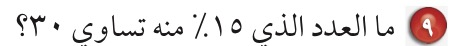 ٩ ما العدد الذي ١٥٪ منه تساوي ٣٠؟